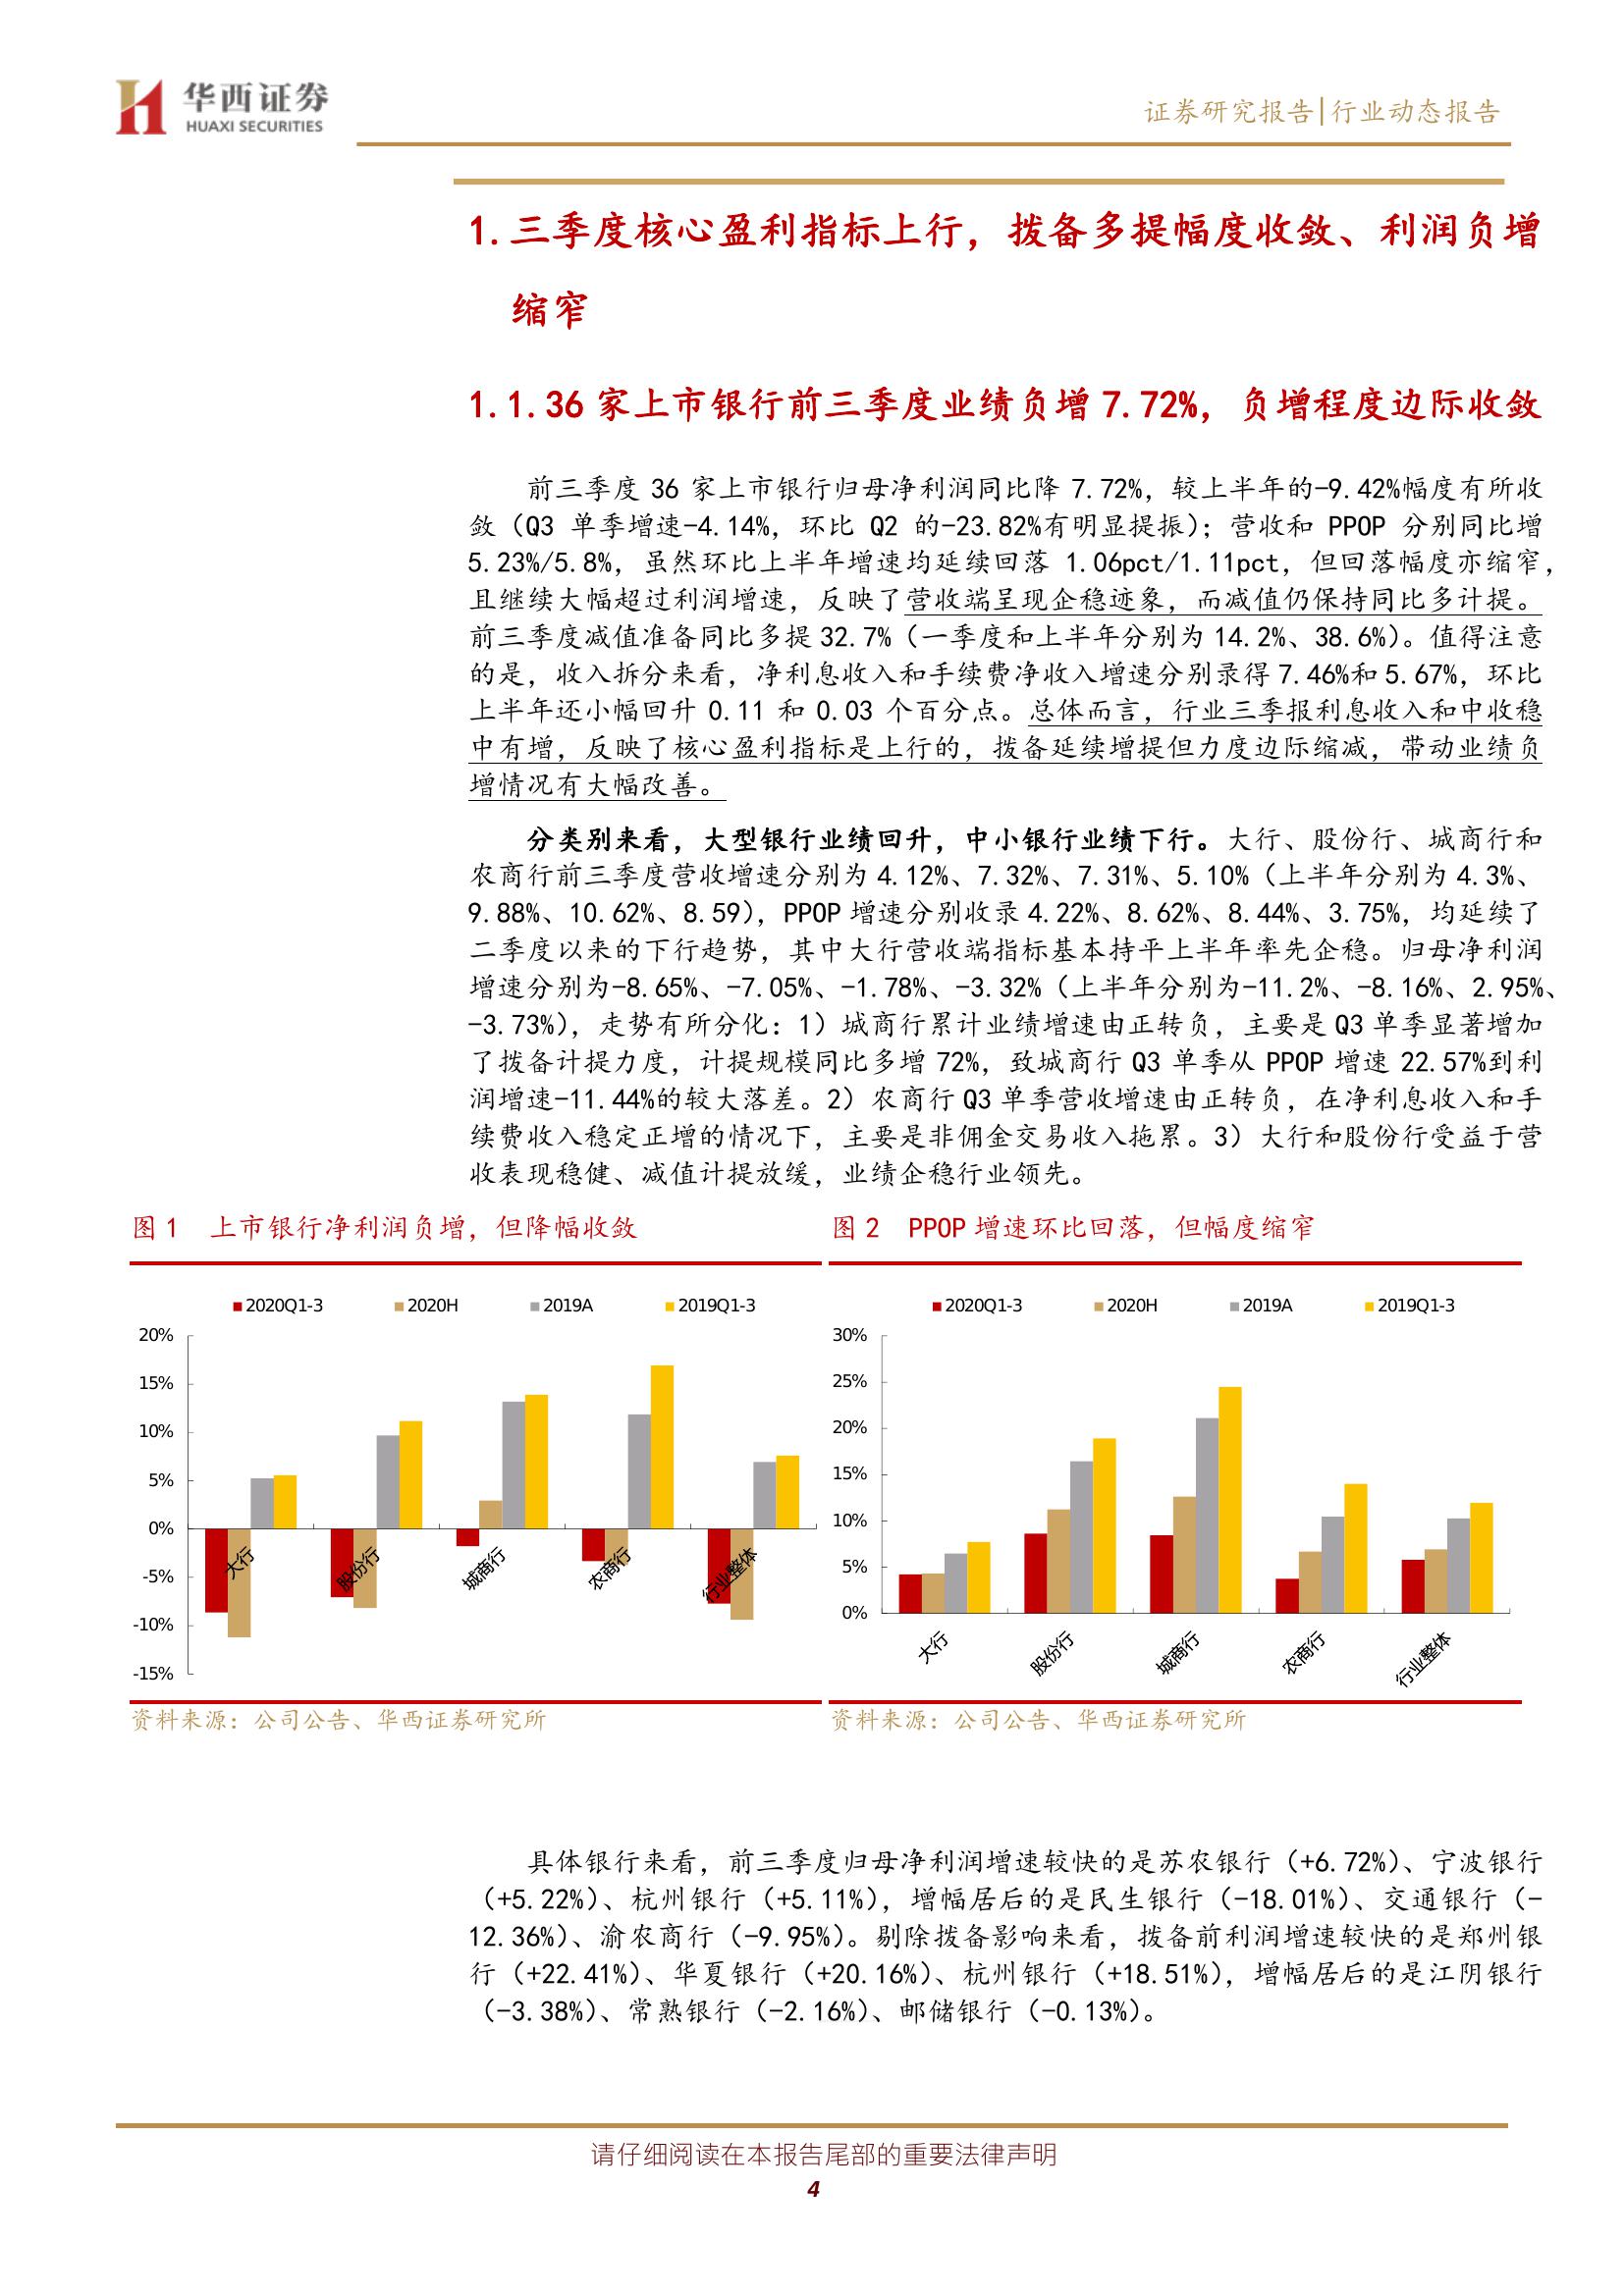 华西证券
HUAXI SECURITIES
证券研究报告|行业动态报告
1.三季度核心盈利指标上行，拨备多提幅度收敛、利润负增
缩窄
1.1.36 家上市银行前三季度业绩负增 7.72%，负增程度边际收敛
前三季度 36 家上市银行归母净利润同比降 7.72%，较上半年的-9.42%幅度有所收
敛（Q3 单季增速-4.14%，环比 Q2 的-23.82%有明显提振）；营收和 PPOP 分别同比增
5.23%/5.8%，虽然环比上半年增速均延续回落 1.06pct/1.11pct，但回落幅度亦缩窄，
且继续大幅超过利润增速，反映了营收端呈现企稳迹象，而减值仍保持同比多计提。
前三季度减值准备同比多提 32.7%（一季度和上半年分别为 14.2%、38.6%）。值得注意
的是，收入拆分来看，净利息收入和手续费净收入增速分别录得 7.46%和 5.67%，环比
上半年还小幅回升 0.11 和 0.03 个百分点。总体而言，行业三季报利息收入和中收稳
中有增，反映了核心盈利指标是上行的，拨备延续增提但力度边际缩减，带动业绩负
增情况有大幅改善。
分类别来看，大型银行业绩回升，中小银行业绩下行。大行、股份行、城商行和
农商行前三季度营收增速分别为 4.12%、7.32%、7.31%、5.10%（上半年分别为 4.3%、
9.88%、10.62%、8.59），PPOP 增速分别收录 4.22%、8.62%、8.44%、3.75%，均延续了
二季度以来的下行趋势，其中大行营收端指标基本持平上半年率先企稳。归母净利润
增速分别为-8.65%、-7.05%、-1.78%、-3.32%（上半年分别为-11.2%、-8.16%、2.95%、
-3.73%），走势有所分化：1）城商行累计业绩增速由正转负，主要是 Q3 单季显著增加
了拨备计提力度，计提规模同比多增 72%，致城商行 Q3 单季从 PPOP 增速 22.57%到利
润增速-11.44%的较大落差。2）农商行 Q3 单季营收增速由正转负，在净利息收入和手
续费收入稳定正增的情况下，主要是非佣金交易收入拖累。3）大行和股份行受益于营
收表现稳健、减值计提放缓，业绩企稳行业领先。
图 1 上市银行净利润负增，但降幅收敛
2020Q1-3 2020H 2019A 2019Q1-3
20%
15%
10%
5%
0%
-5%
-10%
-15%
大行 股份行 城商行 农商行 行业整体
资料来源：公司公告、华西证券研究所
图 2 PPOP 增速环比回落，但幅度缩窄
2020Q1-3 2020H 2019A 2019Q1-3
30%
25%
20%
15%
10%
5%
0%
大行 股份行 城商行 农商行 行业整体
资料来源：公司公告、华西证券研究所
具体银行来看，前三季度归母净利润增速较快的是苏农银行（+6.72%）、宁波银行
（+5.22%）、杭州银行（+5.11%），增幅居后的是民生银行（-18.01%）、交通银行（-
12.36%）、渝农商行（-9.95%）。剔除拨备影响来看，拨备前利润增速较快的是郑州银
行（+22.41%）、华夏银行（+20.16%）、杭州银行（+18.51%），增幅居后的是江阴银行
（-3.38%）、常熟银行（-2.16%）、邮储银行（-0.13%）。
请仔细阅读在本报告尾部的重要法律声明
4